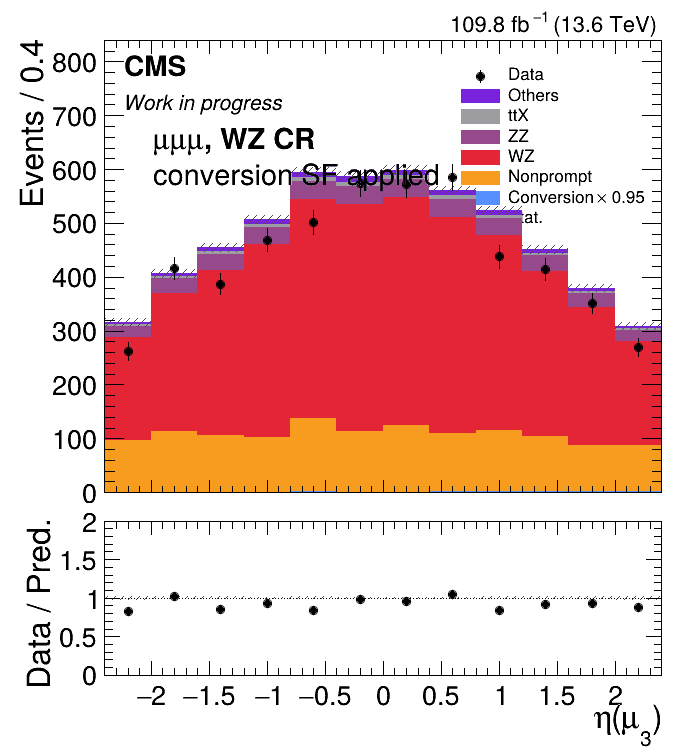 109.8 fb⁻¹ (13.6 TeV)
Events / 0.4
800
700
600
500
400
300
200
100
0
CMS
Work in progress
μμμ, WZ CR
conversion SF applied
Data
Others
ttX
ZZ
WZ
Nonprompt
Conversion × 0.95
tat.
Data / Pred.
2
1.5
1
0.5
0
−2 −1.5 −1 −0.5 0 0.5 1 1.5 2
η(μ₃)